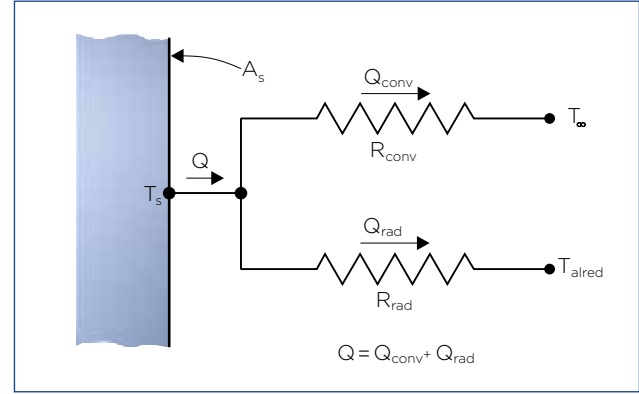 A_s
Q_conv
T_∞
R_conv
Q
T_s
Q_rad
T_alred
R_rad
Q = Q_conv + Q_rad